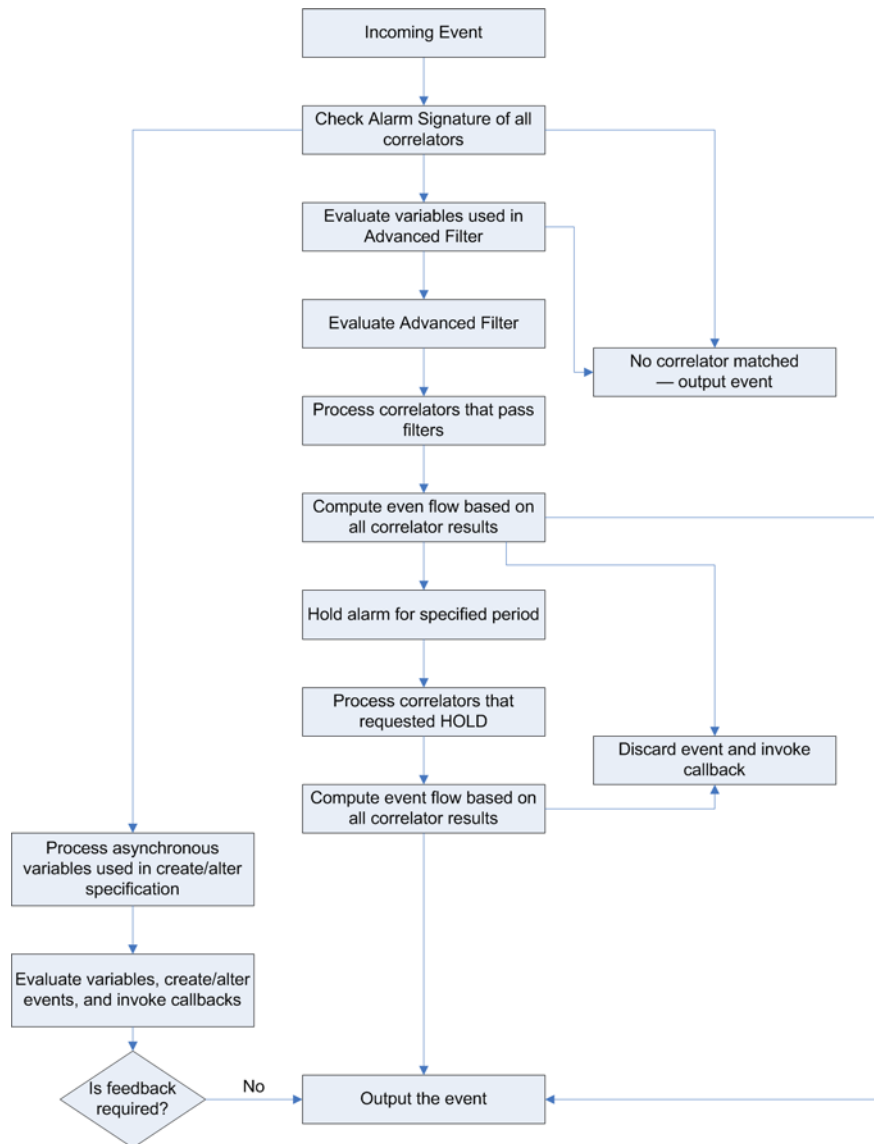 Incoming Event
Check Alarm Signature of all
correlators
Evaluate variables used in
Advanced Filter
Evaluate Advanced Filter
No correlator matched
— output event
Process correlators that pass
filters
Compute even flow based on
all correlator results
Hold alarm for specified period
Process correlators that
requested HOLD
Discard event and invoke
callback
Compute event flow based on
all correlator results
Process asynchronous
variables used in create/alter
specification
Evaluate variables, create/alter
events, and invoke callbacks
Is feedback
required?
No
Output the event